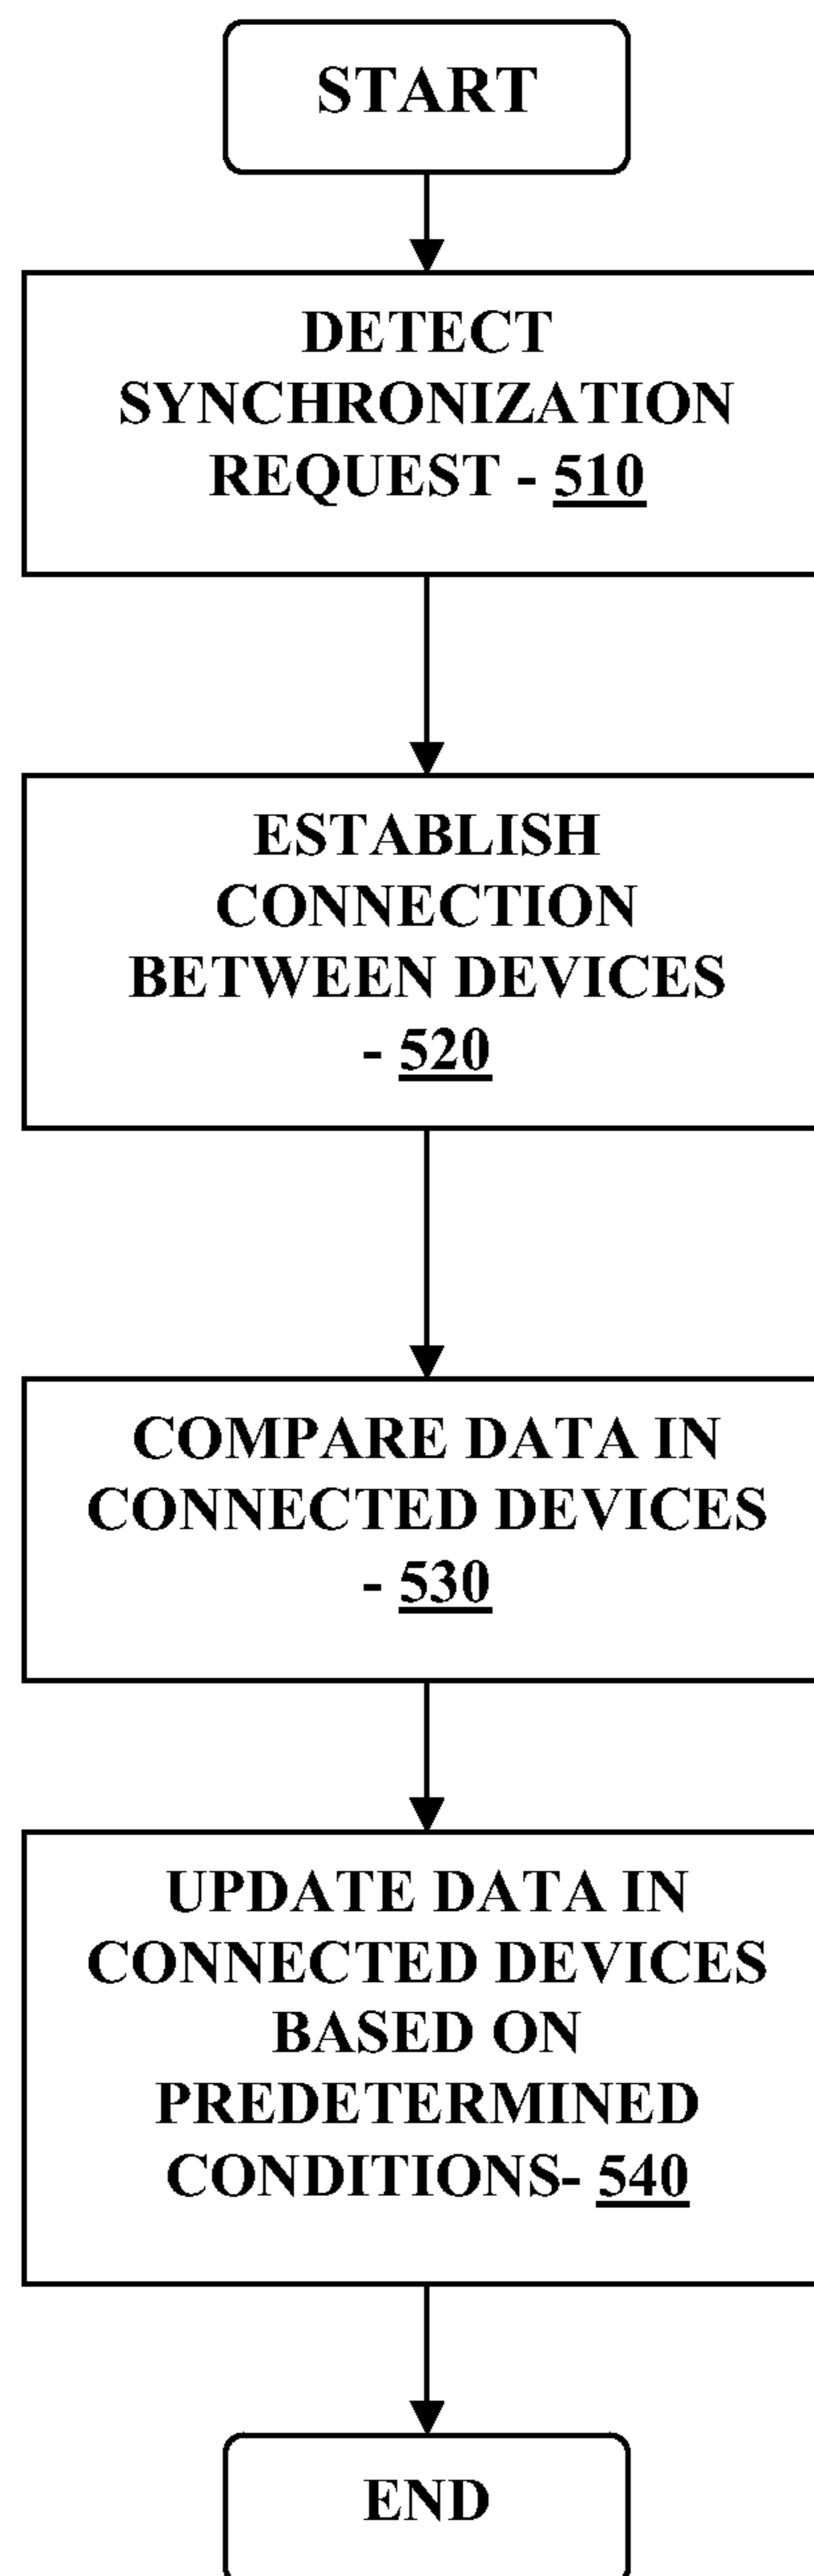 START
DETECT
SYNCHRONIZATION
REQUEST - 510
ESTABLISH
CONNECTION
BETWEEN DEVICES
- 520
COMPARE DATA IN
CONNECTED DEVICES
- 530
UPDATE DATA IN
CONNECTED DEVICES
BASED ON
PREDETERMINED
CONDITIONS- 540
END